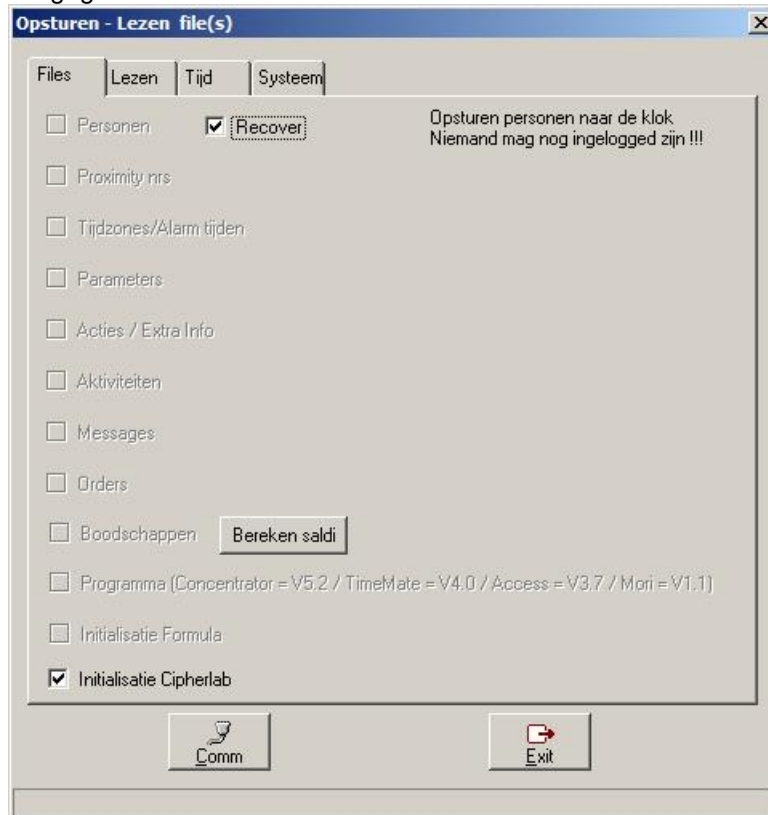 Opsturen - Lezen file(s)
Files Lezen Tijd Systeem
Personen Recover Opsturen personen naar de klok
Niemand mag nog ingelogged zijn !!!
Proximity nrs
Tijdzones/Alarm tijden
Parameters
Acties / Extra Info
Aktiviteiten
Messages
Orders
Boodschappen Bereken saldi
Programma (Concentrator = V5.2 / TimeMate = V4.0 / Access = V3.7 / Mori = V1.1)
Initialisatie Formula
Initialisatie Cipherlab
Comm Exit